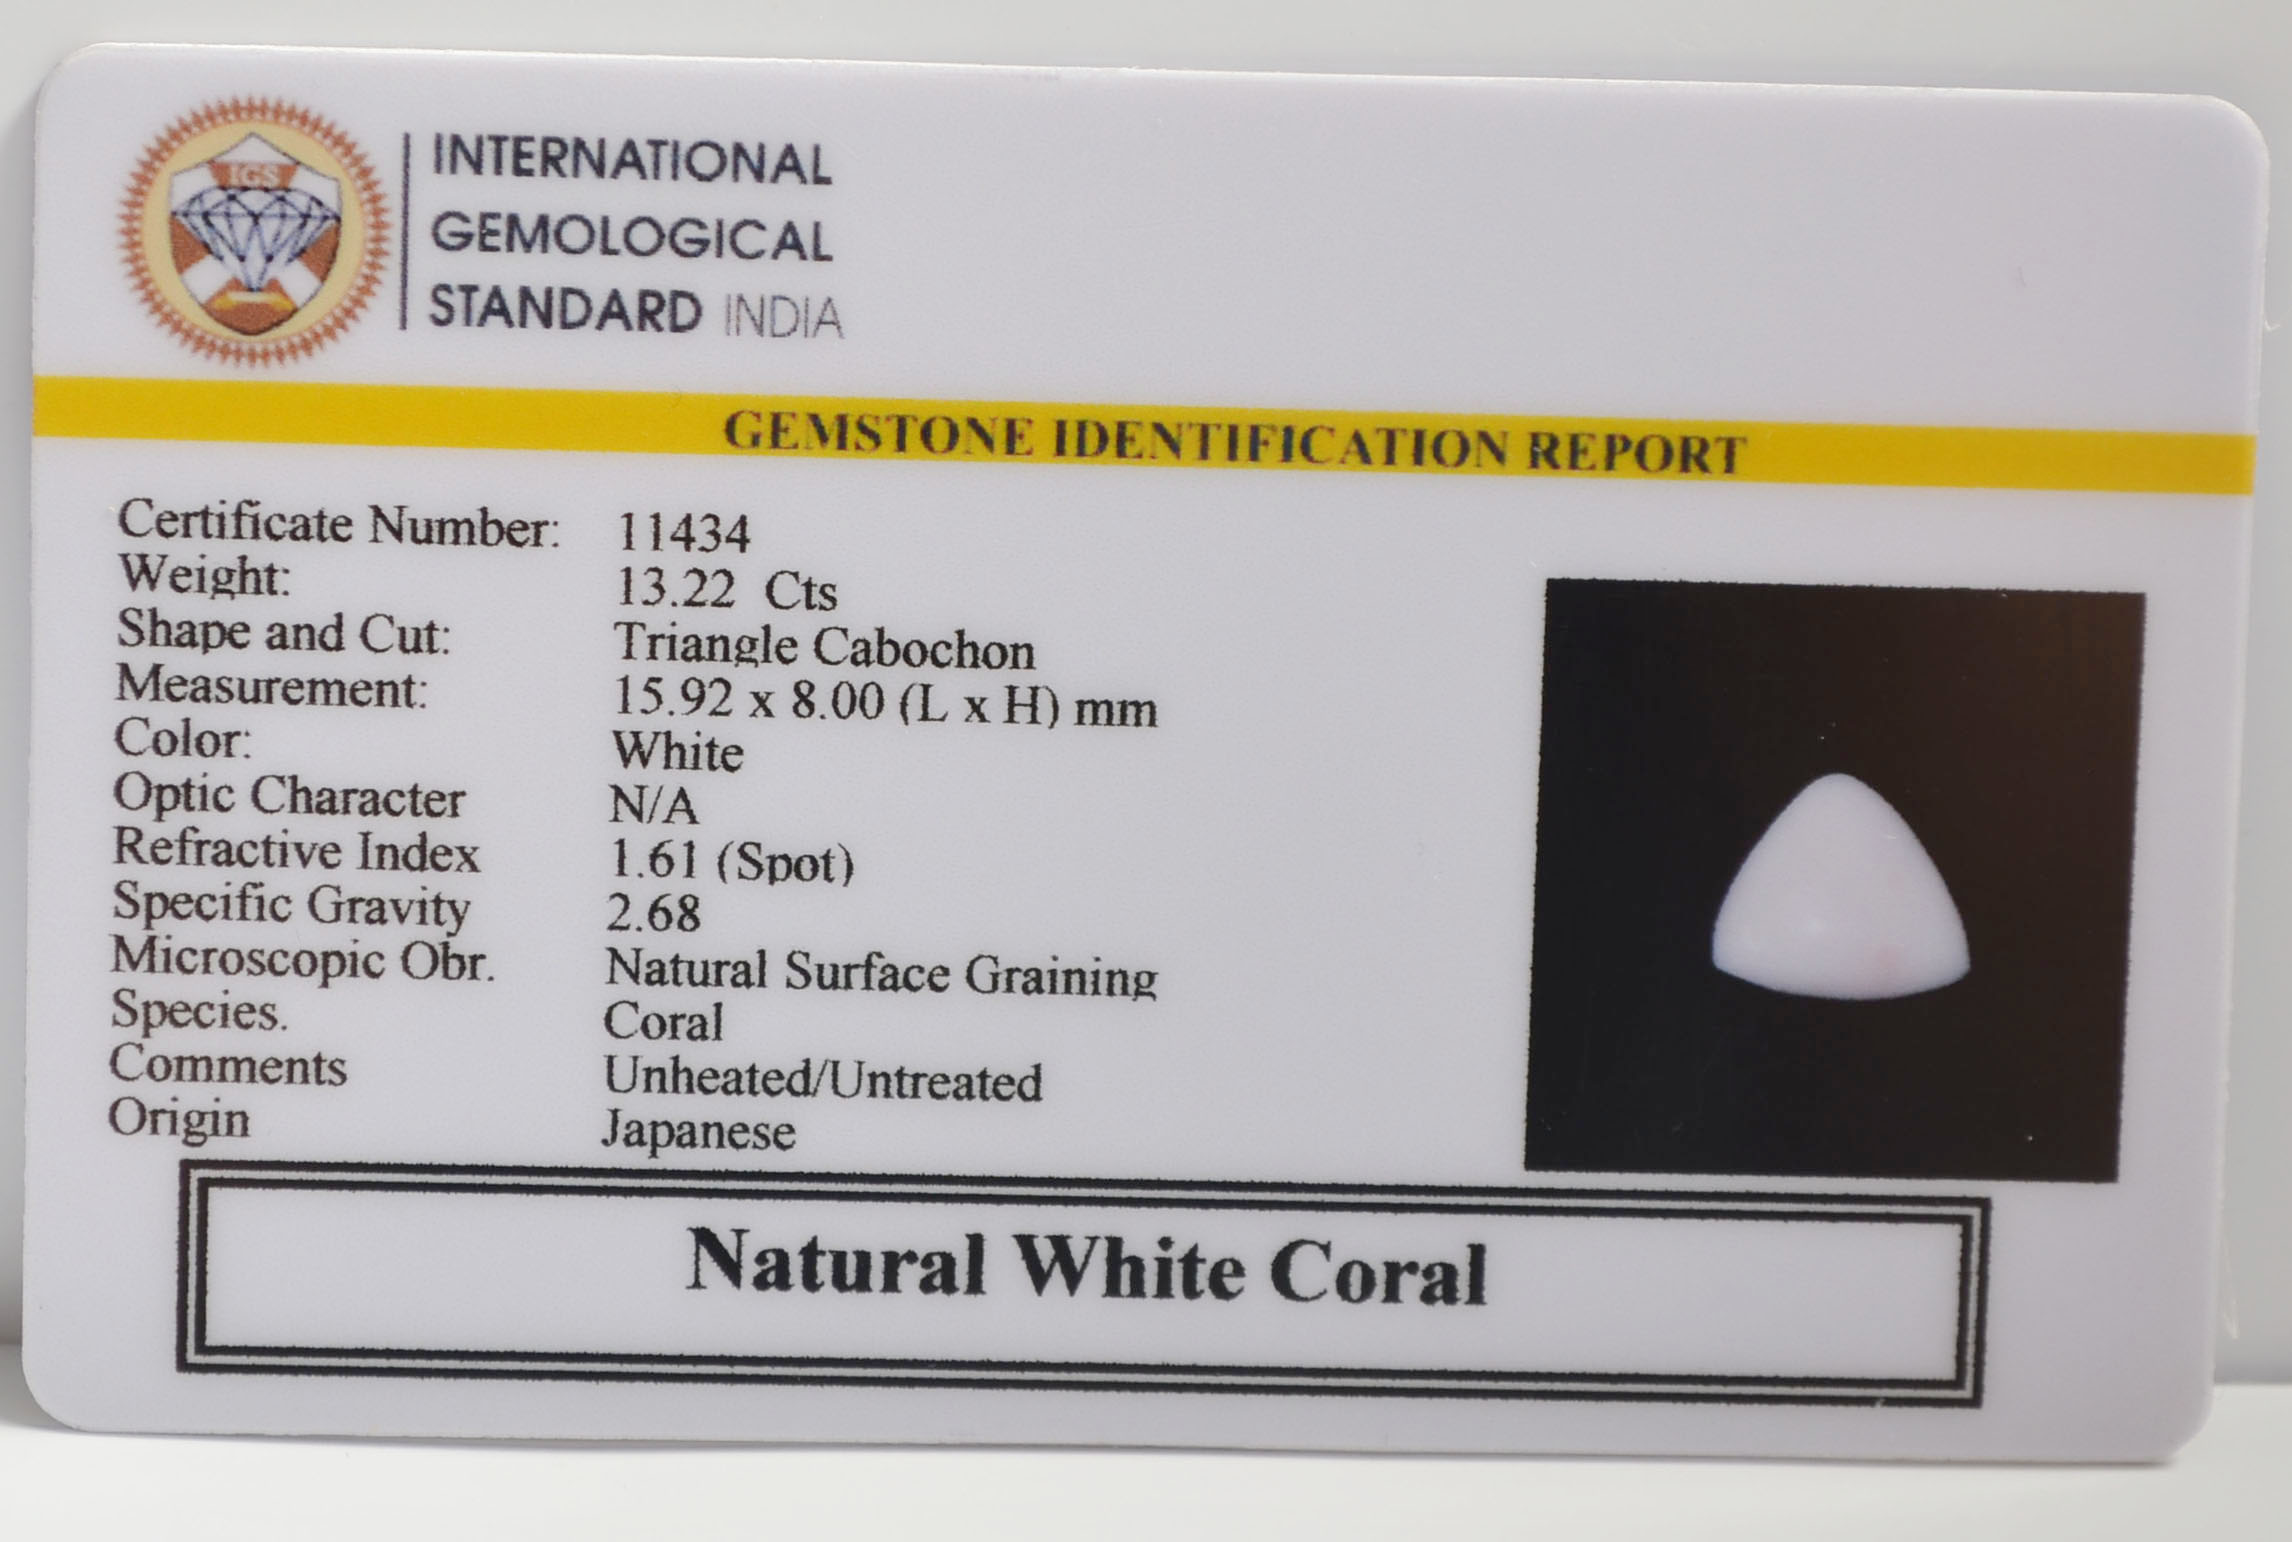 IGS
INTERNATIONAL
GEMOLOGICAL
STANDARD INDIA
GEMSTONE IDENTIFICATION REPORT
Certificate Number: 11434
Weight: 13.22 Cts
Shape and Cut: Triangle Cabochon
Measurement: 15.92 x 8.00 (L x H) mm
Color: White
Optic Character N/A
Refractive Index 1.61 (Spot)
Specific Gravity 2.68
Microscopic Obr. Natural Surface Graining
Species. Coral
Comments Unheated/Untreated
Origin Japanese
Natural White Coral